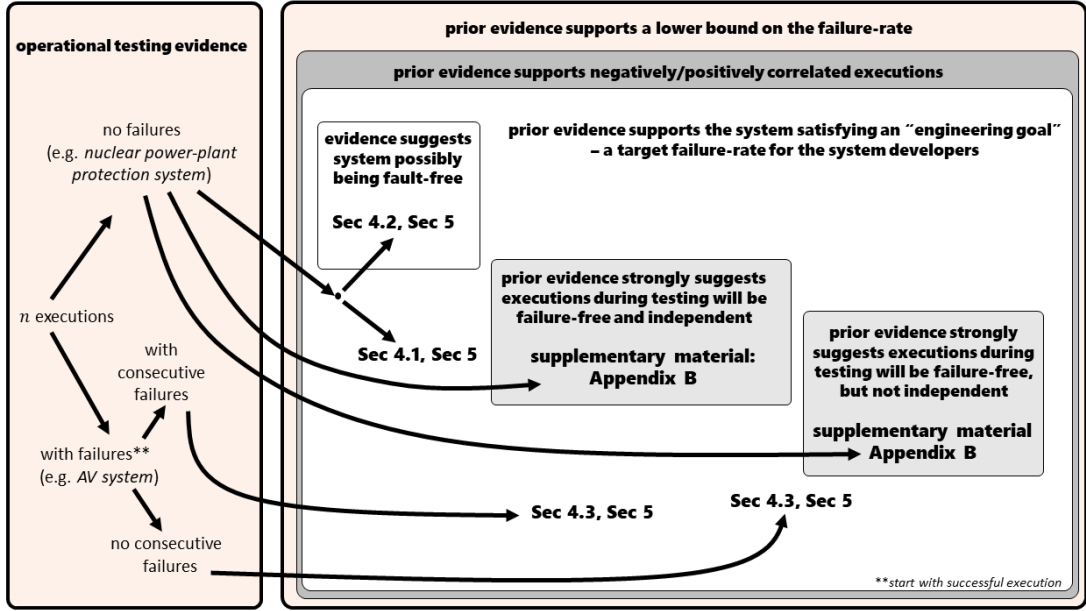 operational testing evidence
no failures
(e.g. nuclear power-plant
protection system)
n executions
with
consecutive
failures
with failures**
(e.g. AV system)
no consecutive
failures
prior evidence supports a lower bound on the failure-rate
prior evidence supports negatively/positively correlated executions
evidence suggests
system possibly
being fault-free
Sec 4.2, Sec 5
prior evidence supports the system satisfying an “engineering goal”
– a target failure-rate for the system developers
Sec 4.1, Sec 5
prior evidence strongly suggests
executions during testing will be
failure-free and independent
supplementary material:
Appendix B
prior evidence strongly
suggests executions during
testing will be failure-free,
but not independent
supplementary material
Appendix B
Sec 4.3, Sec 5
Sec 4.3, Sec 5
**start with successful execution